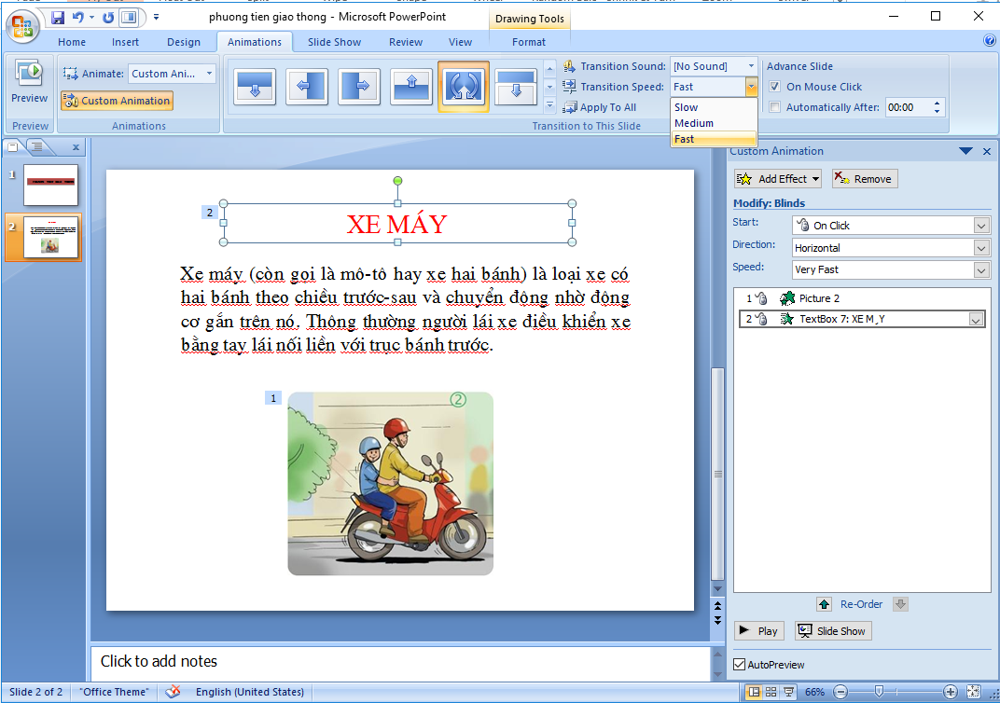 phuong tien giao thong - Microsoft PowerPoint
Drawing Tools
Home Insert Design Animations Slide Show Review View Format
Preview
Animate: Custom Ani...
Custom Animation
Transition Sound: [No Sound]
Transition Speed: Fast
Apply To All
Slow
Medium
Fast
Advance Slide
On Mouse Click
Automatically After: 00:00
Preview Animations Transition to This Slide
1
2
2
XE MÁY
Xe máy (còn gọi là mô-tô hay xe hai bánh) là loại xe có
hai bánh theo chiều trước-sau và chuyển động nhờ động
cơ gắn trên nó. Thông thường người lái xe điều khiển xe
bằng tay lái nối liền với trục bánh trước.
1
2
Custom Animation
Add Effect Remove
Modify: Blinds
Start: On Click
Direction: Horizontal
Speed: Very Fast
1 Picture 2
2 TextBox 7: XE M¸Y
Re-Order
Play Slide Show
AutoPreview
Click to add notes
Slide 2 of 2 "Office Theme" English (United States) 66%